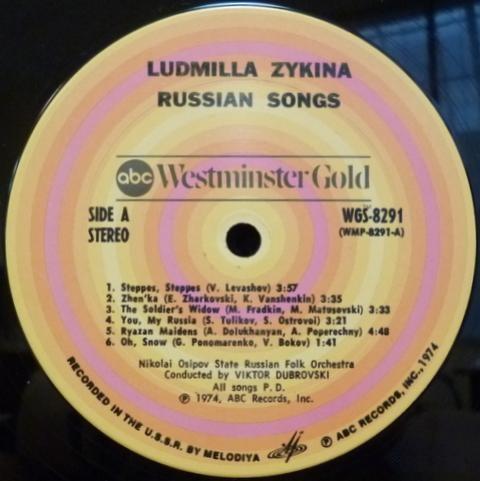 LUDMILLA ZYKINA
RUSSIAN SONGS
abc Westminster Gold
SIDE A
STEREO
WGS-8291
(WMP-8291-A)
1. Steppes, Steppes (V. Levashov) 3:57
2. Zhen'ka (E. Zharkovski, K. Vanshenkin) 3:35
3. The Soldier's Widow (M. Fradkin, M. Matusovski) 3:33
4. You, My Russia (S. Tulikov, S. Ostrovoi) 3:21
5. Ryazan Maidens (A. Dolukhanyan, A. Poperechny) 4:48
6. Oh, Snow (G. Ponomarenko, V. Bokov) 1:41
Nikolai Osipov State Russian Folk Orchestra
Conducted by VIKTOR DUBROVSKI
All songs P. D.
℗ 1974, ABC Records, Inc.
RECORDED IN THE U.S.S.R. BY MELODIYA
℗ ABC RECORDS, INC., 1974